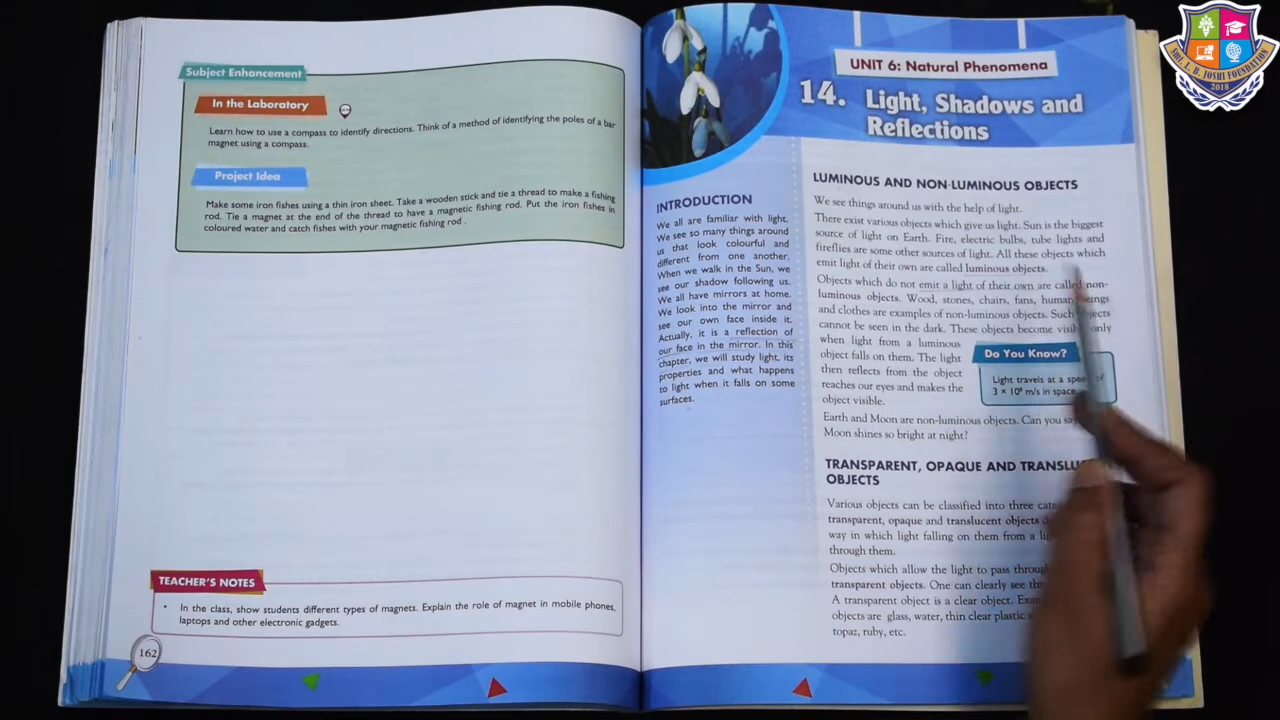 Subject Enhancement
In the Laboratory
Learn how to use a compass to identify directions. Think of a method of identifying the poles of a bar
magnet using a compass.
Project Idea
Make some iron fishes using a thin iron sheet. Take a wooden stick and tie a thread to make a fishing
rod. Tie a magnet at the end of the thread to have a magnetic fishing rod. Put the iron fishes in
coloured water and catch fishes with your magnetic fishing rod.
TEACHER'S NOTES
• In the class, show students different types of magnets. Explain the role of magnet in mobile phones,
laptops and other electronic gadgets.
162
UNIT 6: Natural Phenomena
14. Light, Shadows and
Reflections
INTRODUCTION
We all are familiar with light.
We see so many things around
us that look colourful and
different from one another.
When we walk in the Sun, we
see our shadow following us.
We all have mirrors at home.
We look into the mirror and
see our own face inside it.
Actually, it is a reflection of
our face in the mirror. In this
chapter, we will study light, its
properties and what happens
to light when it falls on some
surfaces.
LUMINOUS AND NON-LUMINOUS OBJECTS
We see things around us with the help of light.
There exist various objects which give us light. Sun is the biggest
source of light on Earth. Fire, electric bulbs, tube lights and
fireflies are some other sources of light. All these objects which
emit light of their own are called luminous objects.
Objects which do not emit a light of their own are called non-
luminous objects. Wood, stones, chairs, fans, human beings
and clothes are examples of non-luminous objects. Such objects
cannot be seen in the dark. These objects become visible only
when light from a luminous
object falls on them. The light
then reflects from the object
reaches our eyes and makes the
object visible.
Do You Know?
Light travels at a speed of
3 × 10⁸ m/s in space.
Earth and Moon are non-luminous objects. Can you say
Moon shines so bright at night?
TRANSPARENT, OPAQUE AND
OBJECTS
Various objects can be classified into three
transparent, opaque and translucent objects
way in which light falling on them from a
through them.
Objects which allow the light to pass through
transparent objects. One can clearly see
A transparent object is a clear object.
objects are glass, water, thin clear plastic
topaz, ruby, etc.
SHRI. L. B. JOSHI FOUNDATION
2018